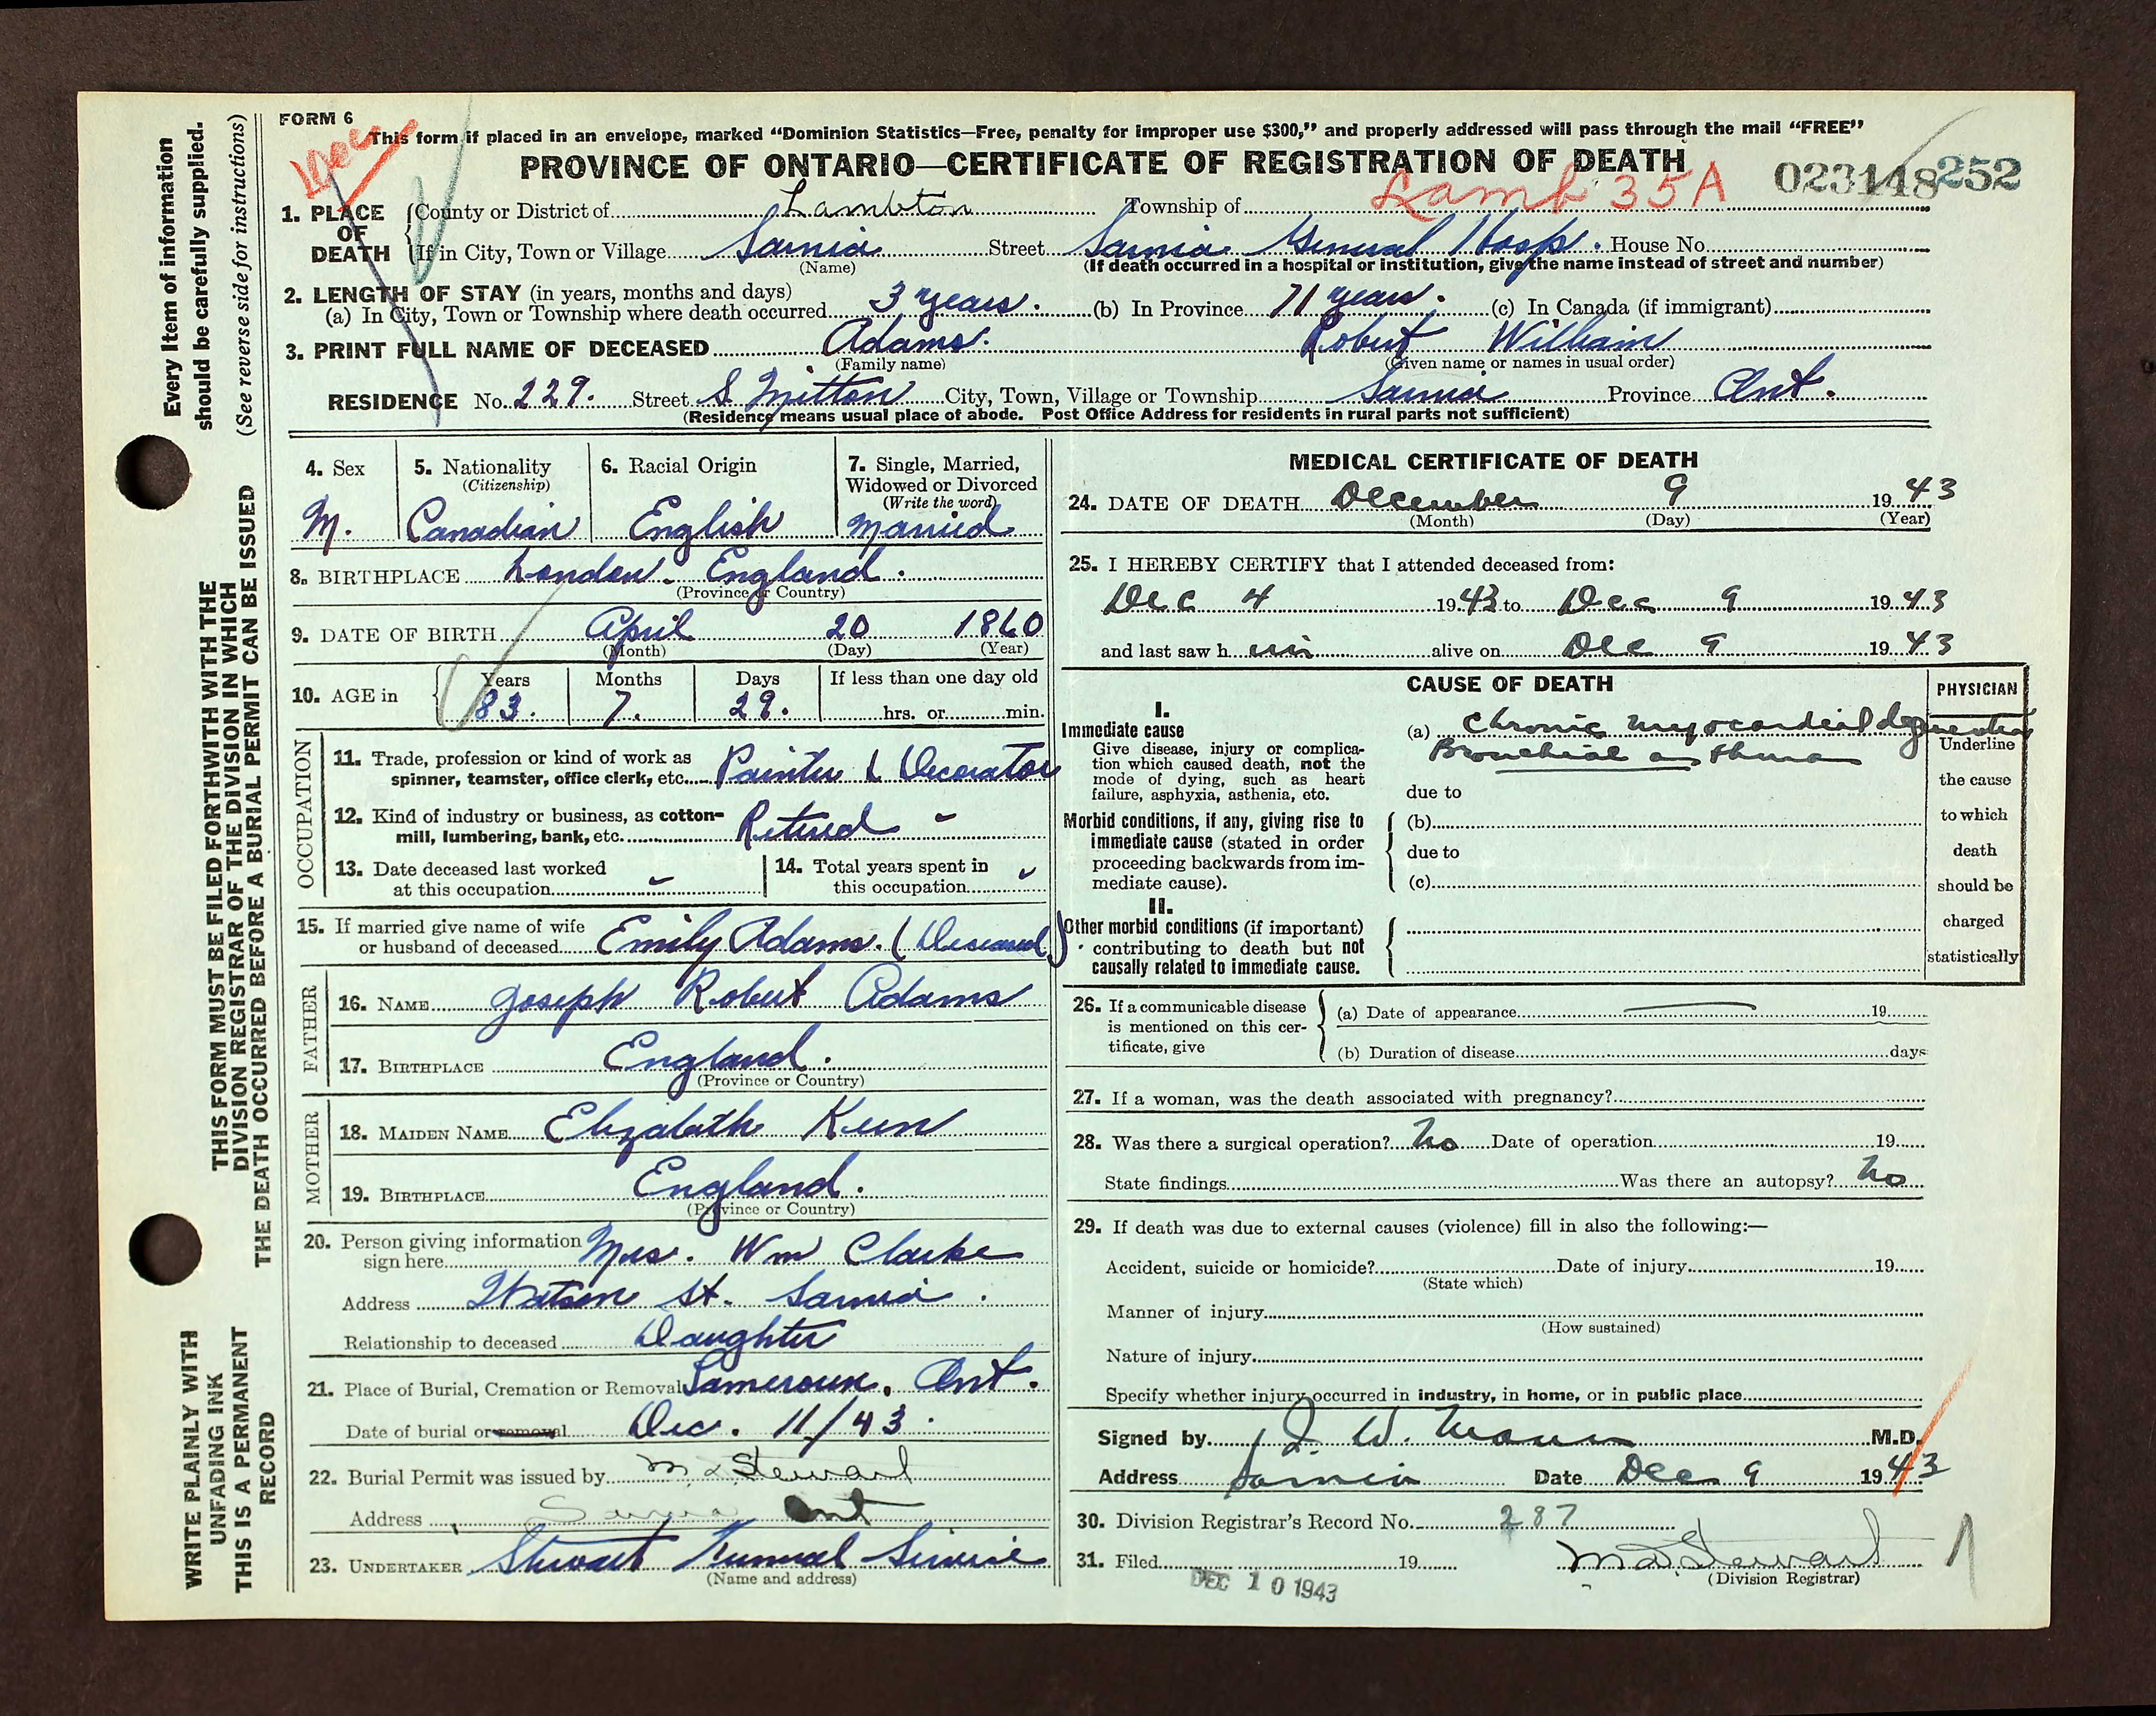 FORM 6
This form if placed in an envelope, marked “Dominion Statistics—Free, penalty for improper use $300,” and properly addressed will pass through the mail “FREE”
PROVINCE OF ONTARIO—CERTIFICATE OF REGISTRATION OF DEATH
Lamb 35A
023148 252
1. PLACE OF DEATH
County or District of Lambton Township of
If in City, Town or Village Sarnia Street Sarnia General Hosp. House No.
(Name) (If death occurred in a hospital or institution, give the name instead of street and number)
2. LENGTH OF STAY (in years, months and days)
(a) In City, Town or Township where death occurred 3 years. (b) In Province 71 years. (c) In Canada (if immigrant)
3. PRINT FULL NAME OF DECEASED Adams. Robert William
(Family name) (Given name or names in usual order)
RESIDENCE No. 229. Street S. Mitton City, Town, Village or Township Sarnia Province Ont.
(Residence means usual place of abode. Post Office Address for residents in rural parts not sufficient)
4. Sex
M.
5. Nationality
(Citizenship)
Canadian
6. Racial Origin
English
7. Single, Married,
Widowed or Divorced
(Write the word)
Married
8. BIRTHPLACE London. England.
(Province or Country)
9. DATE OF BIRTH April 20 1860
(Month) (Day) (Year)
10. AGE in
Years Months Days If less than one day old
83. 7. 29. hrs. or min.
OCCUPATION
11. Trade, profession or kind of work as
spinner, teamster, office clerk, etc. Painter & Decorator
12. Kind of industry or business, as cotton-
mill, lumbering, bank, etc. Retired -
13. Date deceased last worked
at this occupation
14. Total years spent in
this occupation
15. If married give name of wife
or husband of deceased Emily Adams. (Deceased)
FATHER
16. NAME Joseph Robert Adams
17. BIRTHPLACE England.
(Province or Country)
MOTHER
18. MAIDEN NAME Elizabeth Keen
19. BIRTHPLACE England.
(Province or Country)
20. Person giving information
sign here Mrs. Wm Clarke
Address Watson St. Sarnia.
Relationship to deceased Daughter
21. Place of Burial, Cremation or Removal Ont.
Date of burial or removal Dec. 11/43.
22. Burial Permit was issued by Stewart
Address Sarnia Ont
23. UNDERTAKER Stewart Funeral Service
(Name and address)
MEDICAL CERTIFICATE OF DEATH
24. DATE OF DEATH December 9 1943
(Month) (Day) (Year)
25. I HEREBY CERTIFY that I attended deceased from:
Dec 4 1943 to Dec 9 1943
and last saw him alive on Dec 9 1943
CAUSE OF DEATH
I.
Immediate cause
Give disease, injury or complica-
tion which caused death, not the
mode of dying, such as heart
failure, asphyxia, asthenia, etc.
(a) Chronic myocardial degeneration
Bronchial asthma
due to
Morbid conditions, if any, giving rise to
immediate cause (stated in order
proceeding backwards from im-
mediate cause).
(b)
due to
(c)
II.
Other morbid conditions (if important)
contributing to death but not
causally related to immediate cause.
PHYSICIAN
Underline
the cause
to which
death
should be
charged
statistically
26. If a communicable disease
is mentioned on this cer-
tificate, give
(a) Date of appearance 19
(b) Duration of disease days
27. If a woman, was the death associated with pregnancy?
28. Was there a surgical operation? No Date of operation 19
State findings Was there an autopsy? No
29. If death was due to external causes (violence) fill in also the following:—
Accident, suicide or homicide? Date of injury 19
(State which)
Manner of injury
(How sustained)
Nature of injury
Specify whether injury occurred in industry, in home, or in public place
Signed by W. Mann M.D.
Address Sarnia Date Dec 9 1943
30. Division Registrar's Record No. 287
31. Filed 19
DEC 10 1943
Stewart
(Division Registrar)
Every Item of information
should be carefully supplied.
(See reverse side for instructions)
THIS FORM MUST BE FILED FORTHWITH WITH THE
DIVISION REGISTRAR OF THE DIVISION IN WHICH
THE DEATH OCCURRED BEFORE A BURIAL PERMIT CAN BE ISSUED
WRITE PLAINLY WITH
UNFADING INK
THIS IS A PERMANENT
RECORD